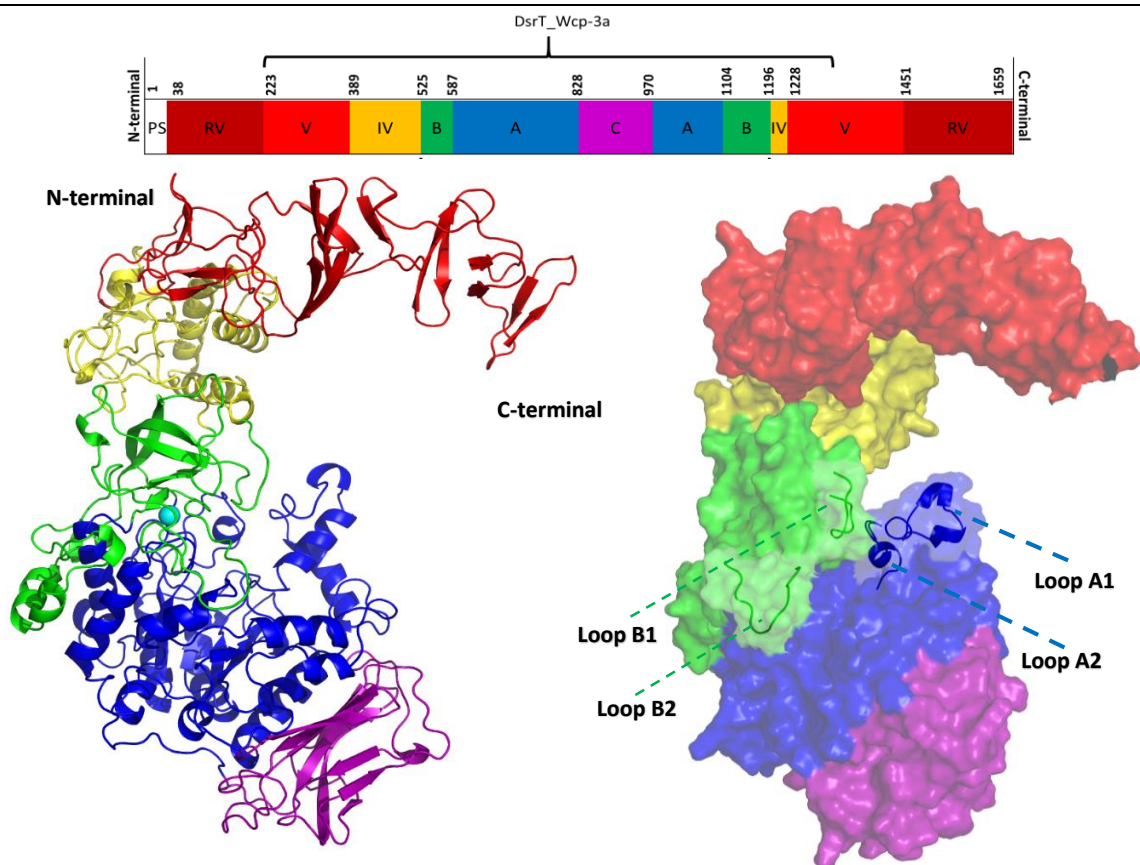 DsrT_Wcp-3a
N-terminal
1
38
223
389
525
587
828
970
1104
1196
1228
1451
1659
C-terminal
PS RV V IV B A C A B IV V RV
N-terminal
C-terminal
Loop A1
Loop B1
Loop A2
Loop B2